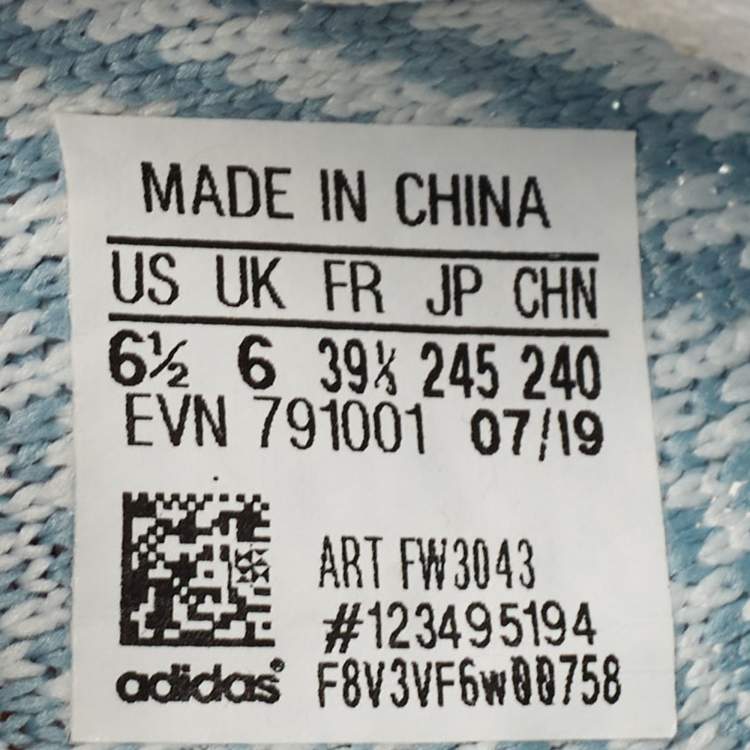 MADE IN CHINA
US UK FR JP CHN
6½ 6 39⅓ 245 240
EVN 791001 07/19
ART FW3043
#123495194
adidas® F8V3VF6w00758